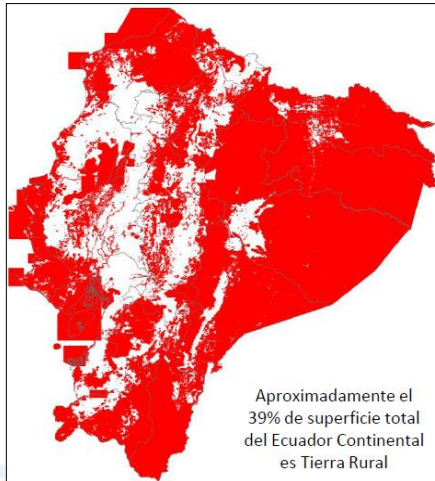 Aproximadamente el
39% de superficie total
del Ecuador Continental
es Tierra Rural